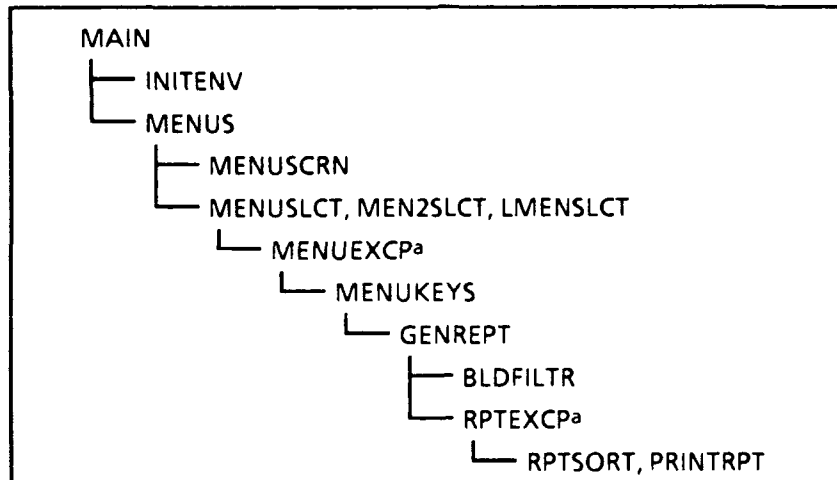 MAIN
INITENV
MENUS
MENUSCRN
MENUSLCT, MEN2SLCT, LMENSLCT
MENUEXCPa
MENUKEYS
GENREPT
BLDFILTR
RPTEXCPa
RPTSORT, PRINTRPT